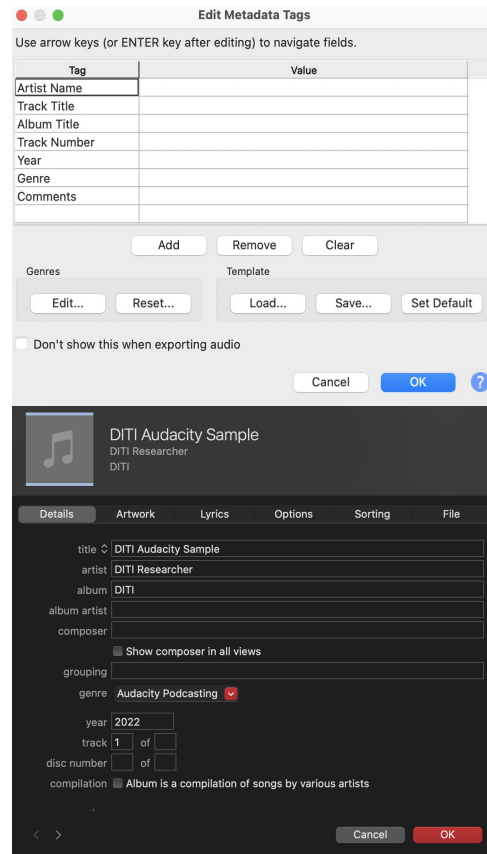 Edit Metadata Tags
Use arrow keys (or ENTER key after editing) to navigate fields.
Tag Value
Artist Name
Track Title
Album Title
Track Number
Year
Genre
Comments
Add Remove Clear
Genres Template
Edit... Reset... Load... Save... Set Default
Don't show this when exporting audio
Cancel OK ?
DITI Audacity Sample
DITI Researcher
DITI
Details Artwork Lyrics Options Sorting File
title DITI Audacity Sample
artist DITI Researcher
album DITI
album artist
composer
Show composer in all views
grouping
genre Audacity Podcasting
year 2022
track 1 of
disc number of
compilation Album is a compilation of songs by various artists
< >
Cancel OK